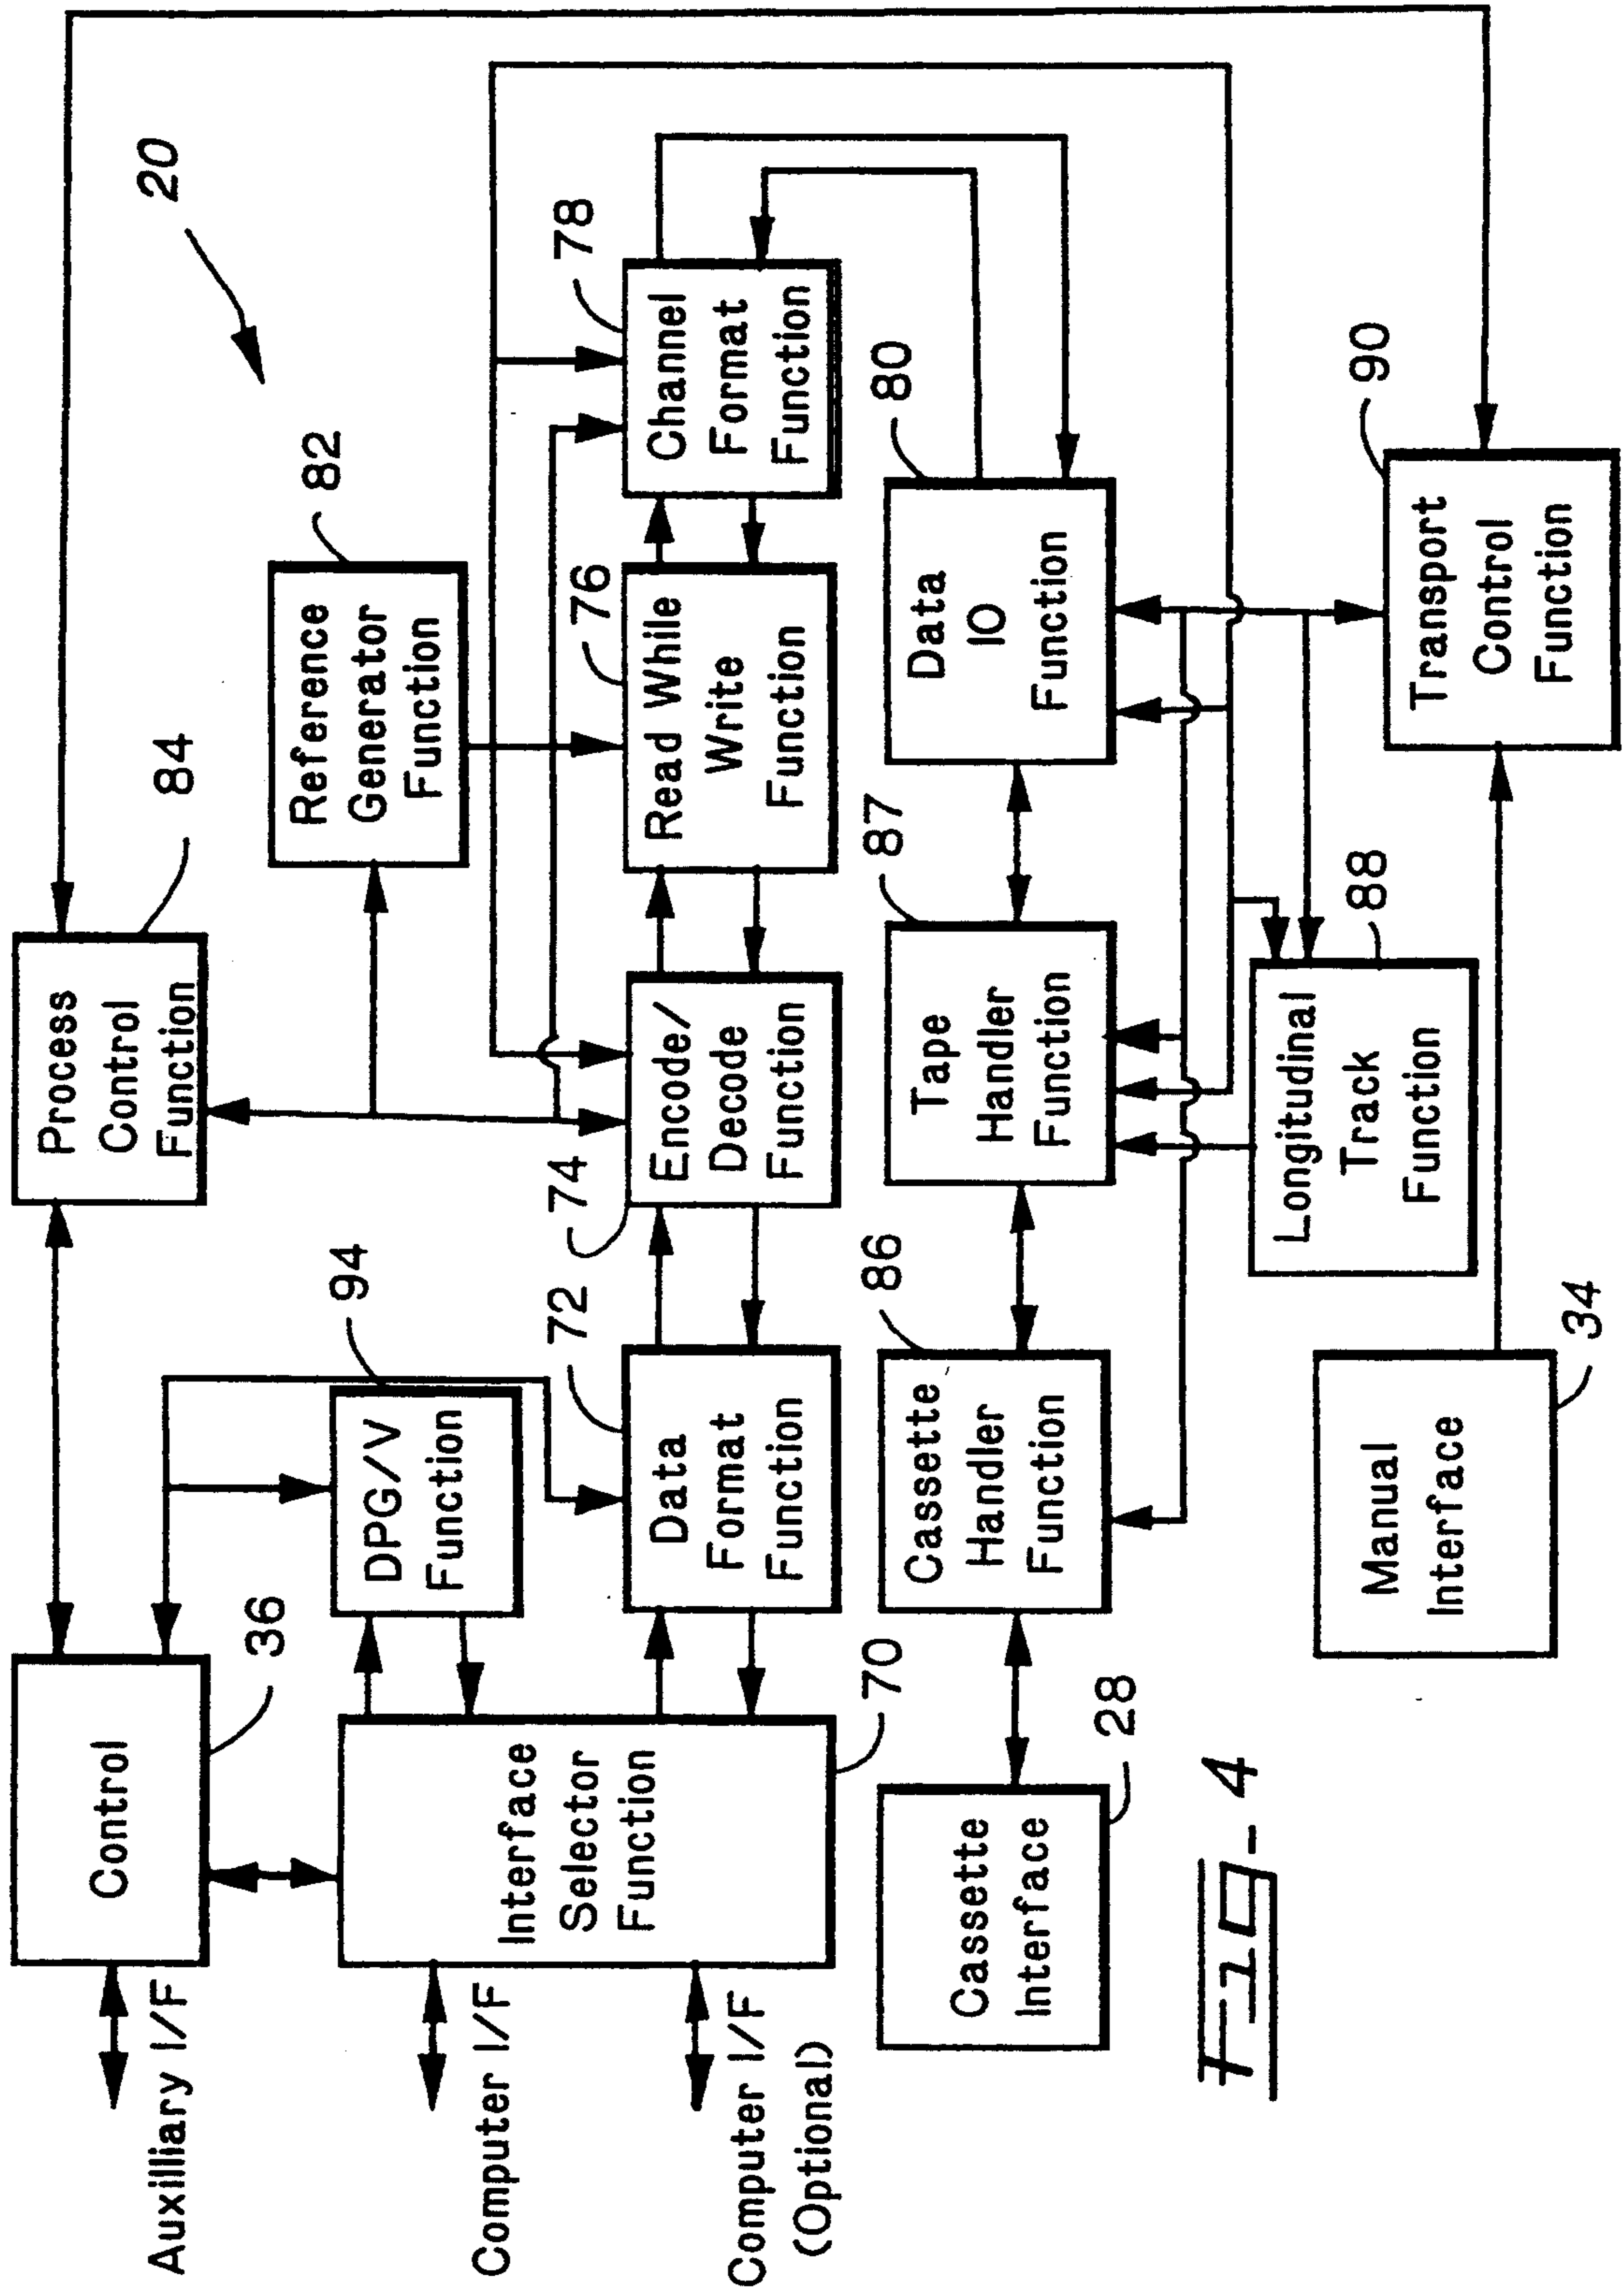 Auxilliary I/F
Control
36
Process
Control
Function
84
20
Computer I/F
Computer I/F
(Optional)
Interface
Selector
Function
70
DPG/V
Function
94
Reference
Generator
Function
82
Data
Format
Function
72
Encode/
Decode
Function
74
Read While
Write
Function
76
Channel
Format
Function
78
Cassette
Interface
28
Cassette
Handler
Function
86
Tape
Handler
Function
87
Data
IO
Function
80
Longitudinal
Track
Function
88
Manual
Interface
34
Transport
Control
Function
90
Fig-4